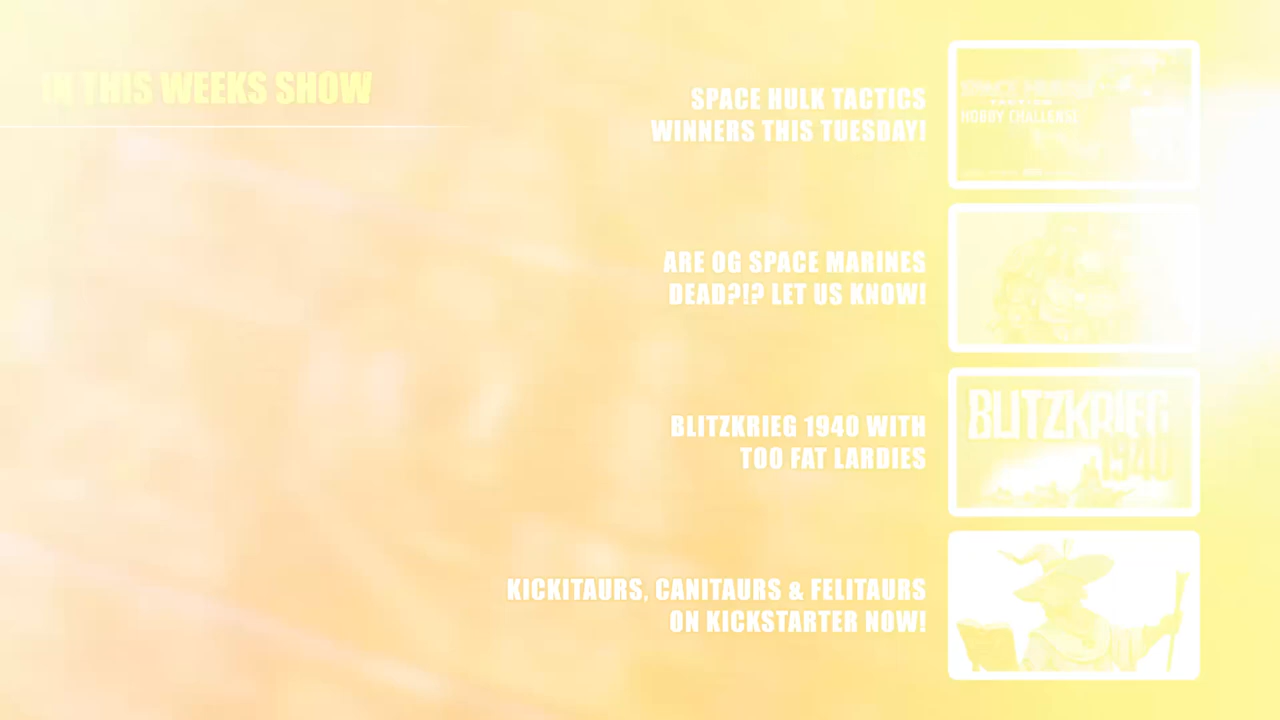 IN THIS WEEKS SHOW
SPACE HULK TACTICS
WINNERS THIS TUESDAY!
HOBBY CHALLENGE
ARE OG SPACE MARINES
DEAD?!? LET US KNOW!
BLITZKRIEG 1940 WITH
TOO FAT LARDIES
BLITZKRIEG
1940
KICKITAURS, CANITAURS & FELITAURS
ON KICKSTARTER NOW!